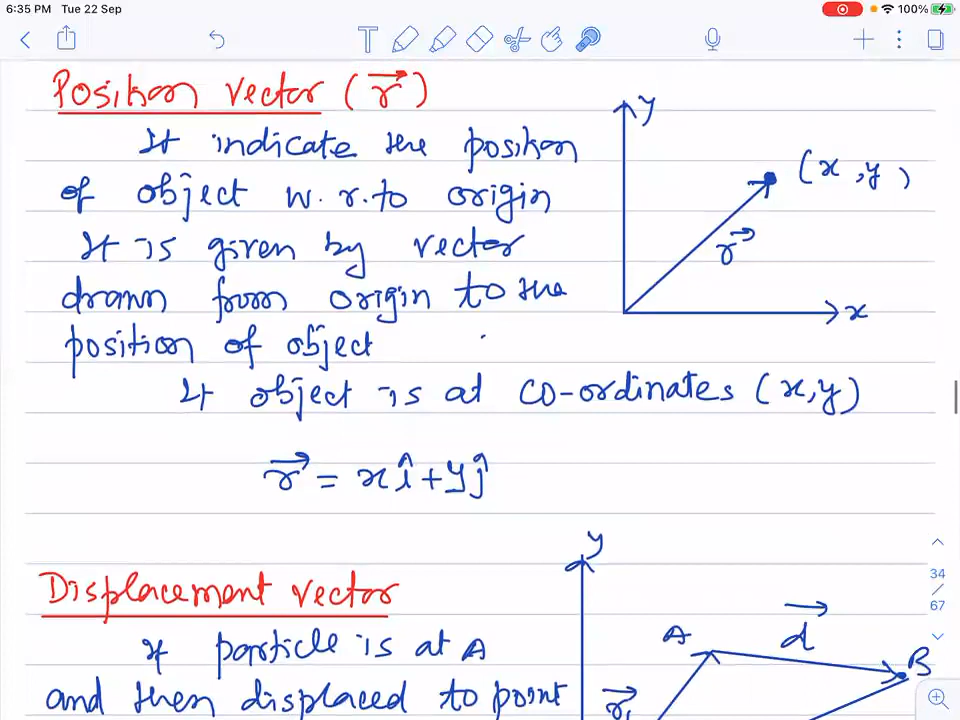 6:35 PM Tue 22 Sep
100%
Position vector (r⃗)
It indicate the position
of object w.r.to origin
It is given by vector
drawn from origin to the
position of object
If object is at co-ordinates (x,y)
r⃗ = xî+yĵ
y
(x,y)
r⃗
x
Displacement vector
If particle is at A
and then displaced to point
y
A
d⃗
B
r⃗₁
34
/
67